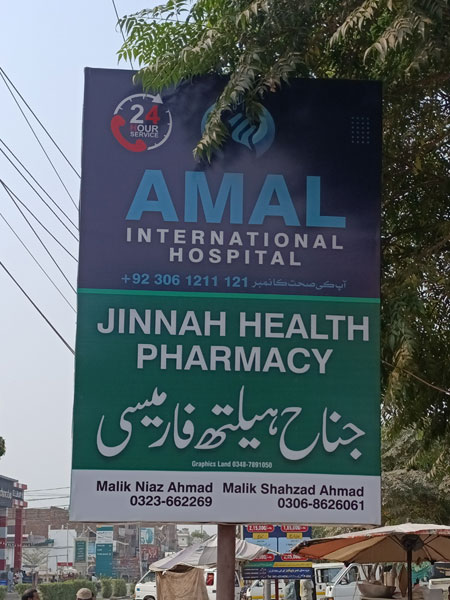 24
HOUR
SERVICE
AMAL
INTERNATIONAL
HOSPITAL
+92 306 1211 121 آپ کی صحت کا نمبر
JINNAH HEALTH
PHARMACY
جناح ہیلتھ فارمیسی
Graphics Land 0348-7891050
Malik Niaz Ahmad Malik Shahzad Ahmad
0323-662269 0306-8626061